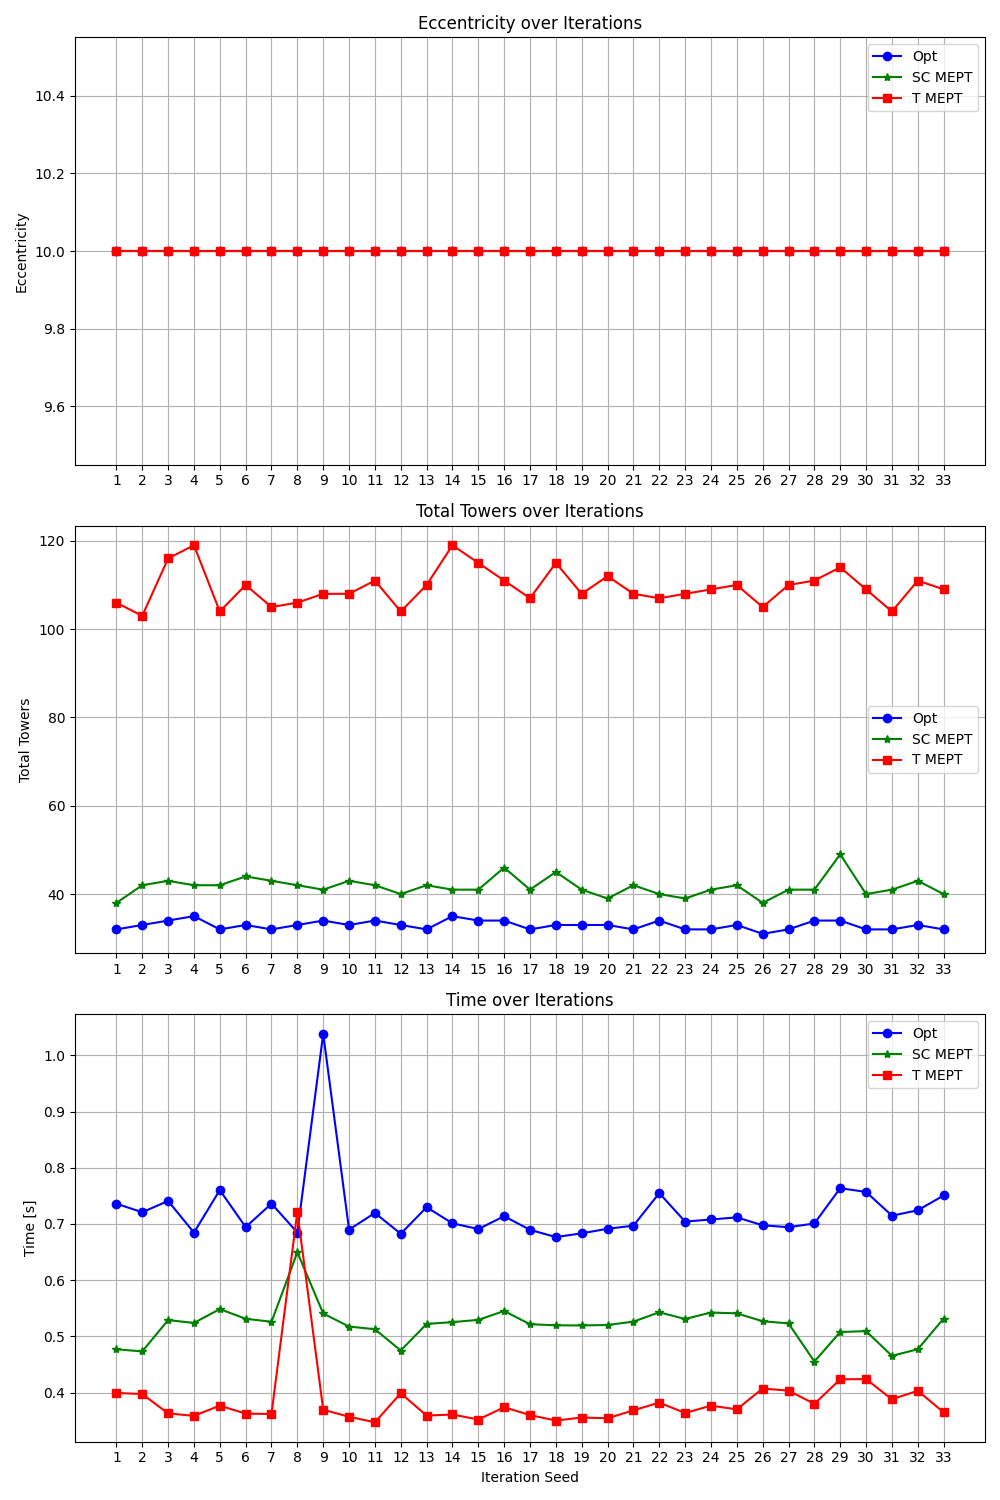 Eccentricity over Iterations
Opt
SC MEPT
T MEPT
Eccentricity
10.4
10.2
10.0
9.8
9.6
1 2 3 4 5 6 7 8 9 10 11 12 13 14 15 16 17 18 19 20 21 22 23 24 25 26 27 28 29 30 31 32 33
Total Towers over Iterations
Opt
SC MEPT
T MEPT
Total Towers
120
100
80
60
40
1 2 3 4 5 6 7 8 9 10 11 12 13 14 15 16 17 18 19 20 21 22 23 24 25 26 27 28 29 30 31 32 33
Time over Iterations
Opt
SC MEPT
T MEPT
Time [s]
1.0
0.9
0.8
0.7
0.6
0.5
0.4
1 2 3 4 5 6 7 8 9 10 11 12 13 14 15 16 17 18 19 20 21 22 23 24 25 26 27 28 29 30 31 32 33
Iteration Seed